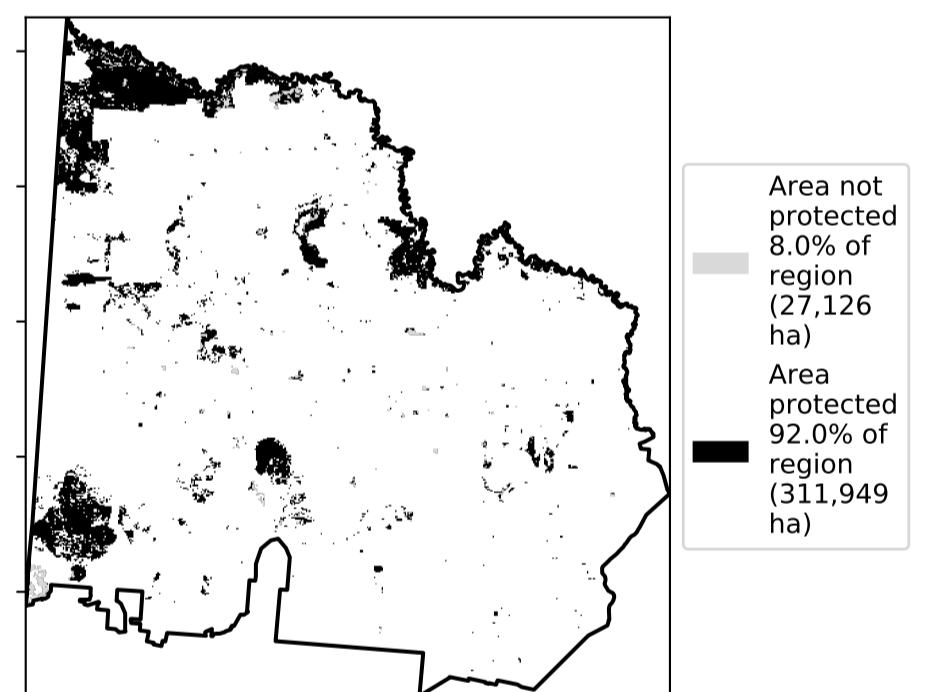 Area not
protected
8.0% of
region
(27,126
ha)
Area
protected
92.0% of
region
(311,949
ha)